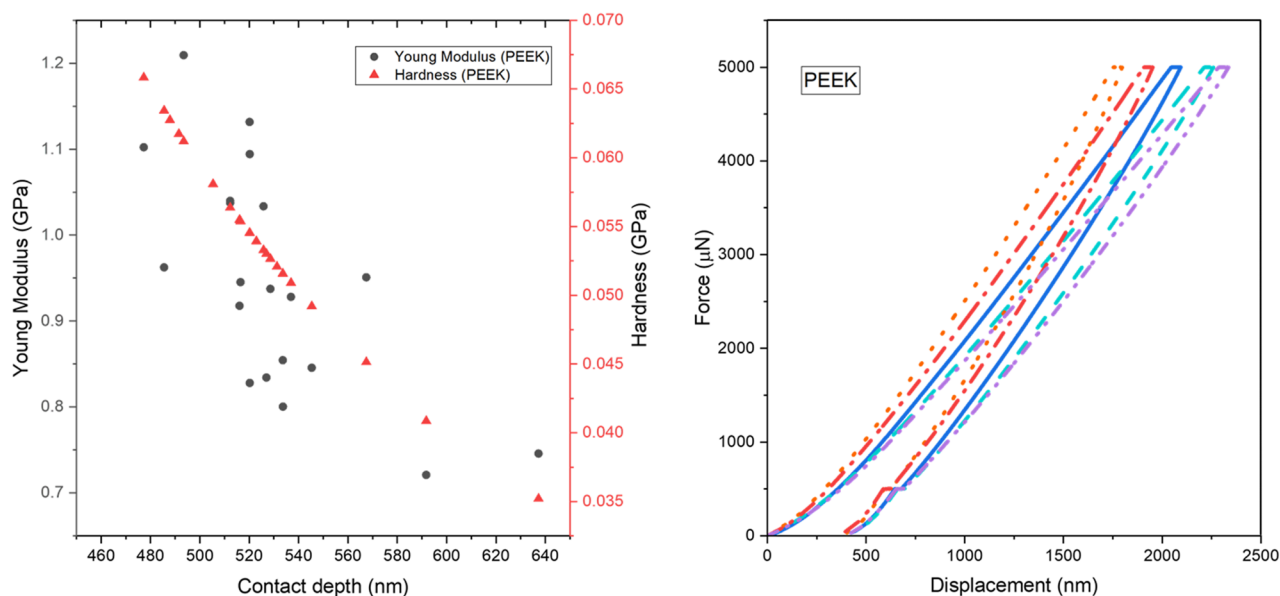 Young Modulus (GPa)
1.2
1.1
1.0
0.9
0.8
0.7
460 480 500 520 540 560 580 600 620 640
Contact depth (nm)
Young Modulus (PEEK)
Hardness (PEEK)
0.070
0.065
0.060
0.055
0.050
0.045
0.040
0.035
Hardness (GPa)
PEEK
Force (µN)
5000
4000
3000
2000
1000
0
0 500 1000 1500 2000 2500
Displacement (nm)